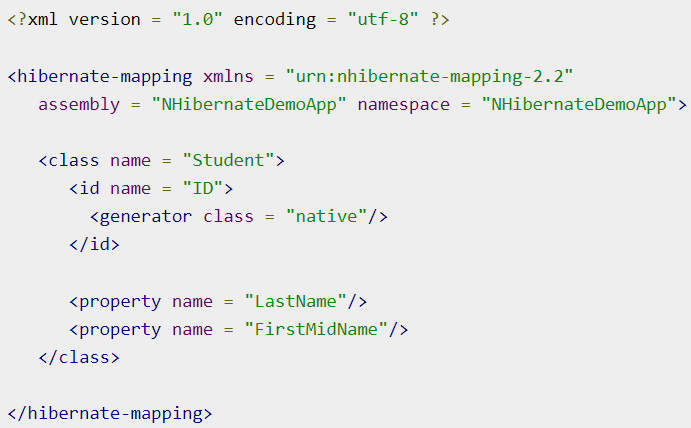 <?xml version = "1.0" encoding = "utf-8" ?>
<hibernate-mapping xmlns = "urn:nhibernate-mapping-2.2"
   assembly = "NHibernateDemoApp" namespace = "NHibernateDemoApp">
   <class name = "Student">
      <id name = "ID">
        <generator class = "native"/>
      </id>
      <property name = "LastName"/>
      <property name = "FirstMidName"/>
   </class>
</hibernate-mapping>